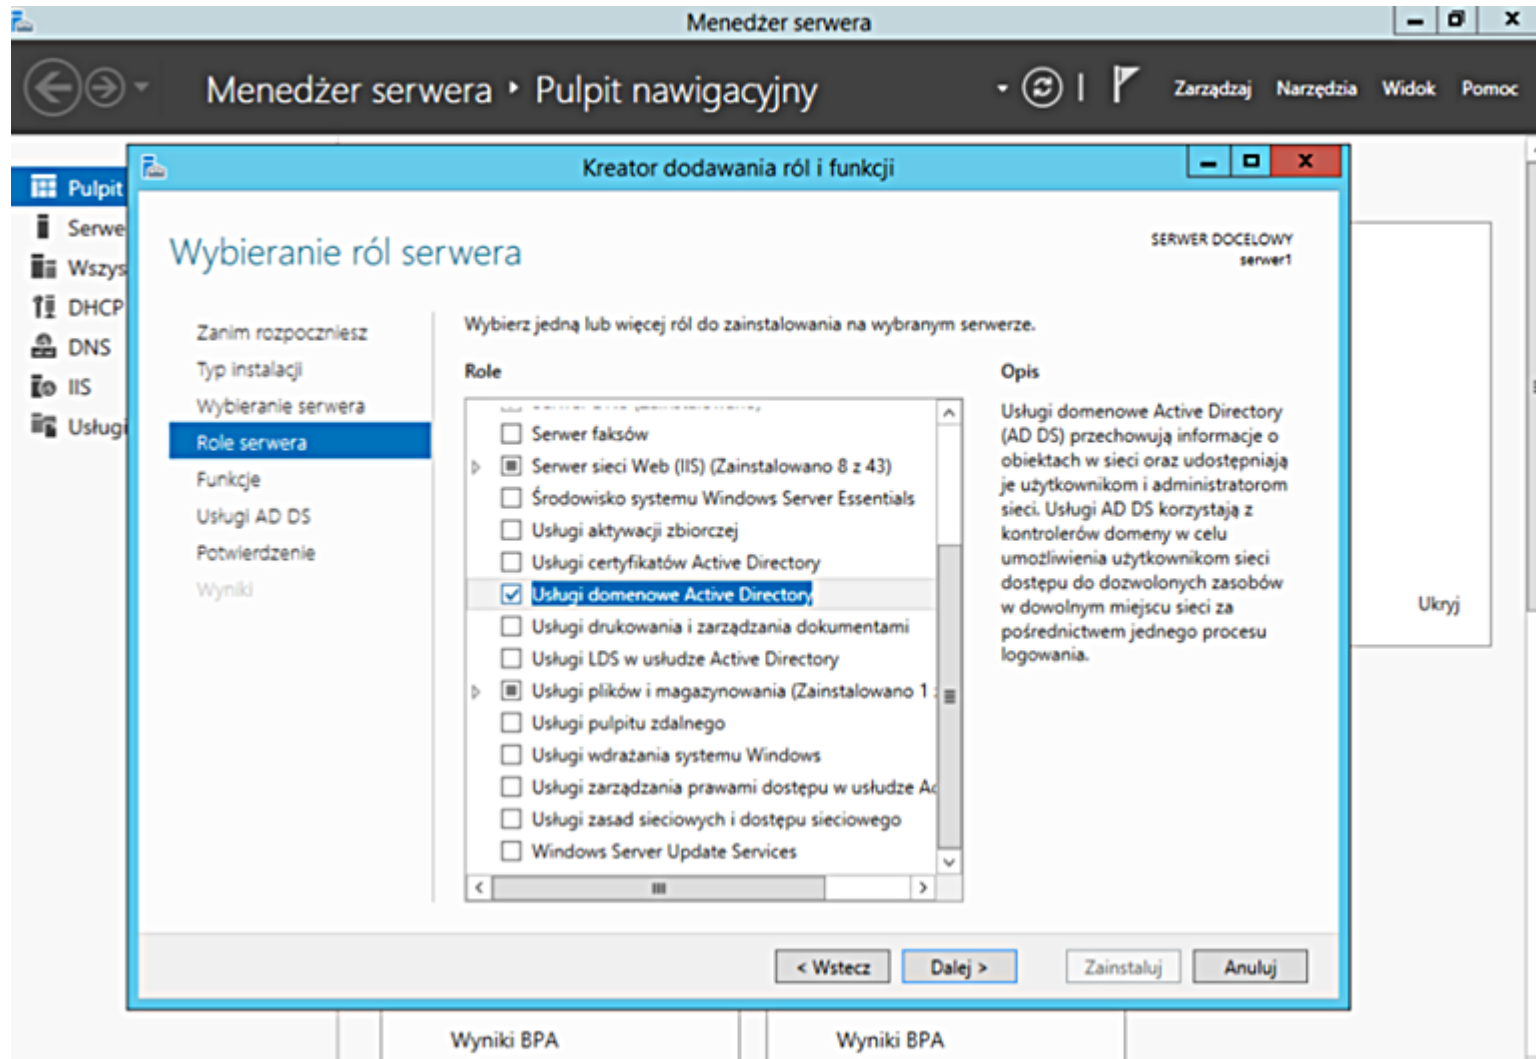 Menedżer serwera
Menedżer serwera ‣ Pulpit nawigacyjny
Zarządzaj Narzędzia Widok Pomoc
Pulpit
Serwe
Wszys
DHCP
DNS
IIS
Usługi
Kreator dodawania ról i funkcji
Wybieranie ról serwera
SERWER DOCELOWY
serwer1
Zanim rozpoczniesz
Typ instalacji
Wybieranie serwera
Role serwera
Funkcje
Usługi AD DS
Potwierdzenie
Wyniki
Wybierz jedną lub więcej ról do zainstalowania na wybranym serwerze.
Role
Serwer faksów
Serwer sieci Web (IIS) (Zainstalowano 8 z 43)
Środowisko systemu Windows Server Essentials
Usługi aktywacji zbiorczej
Usługi certyfikatów Active Directory
Usługi domenowe Active Directory
Usługi drukowania i zarządzania dokumentami
Usługi LDS w usłudze Active Directory
Usługi plików i magazynowania (Zainstalowano 1 z
Usługi pulpitu zdalnego
Usługi wdrażania systemu Windows
Usługi zarządzania prawami dostępu w usłudze Ac
Usługi zasad sieciowych i dostępu sieciowego
Windows Server Update Services
Opis
Usługi domenowe Active Directory
(AD DS) przechowują informacje o
obiektach w sieci oraz udostępniają
je użytkownikom i administratorom
sieci. Usługi AD DS korzystają z
kontrolerów domeny w celu
umożliwienia użytkownikom sieci
dostępu do dozwolonych zasobów
w dowolnym miejscu sieci za
pośrednictwem jednego procesu
logowania.
Ukryj
< Wstecz Dalej > Zainstaluj Anuluj
Wyniki BPA
Wyniki BPA